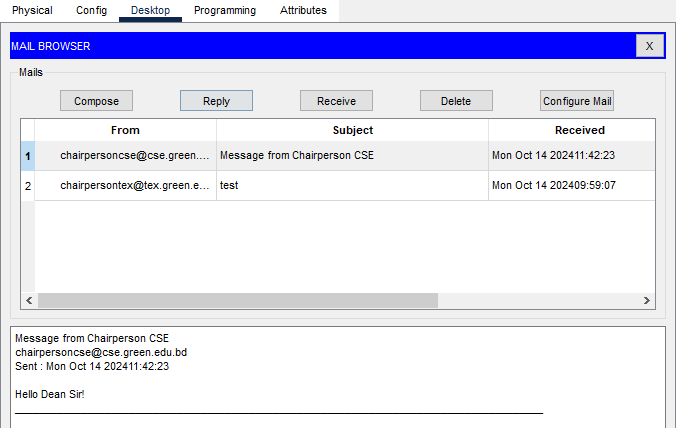 Physical Config Desktop Programming Attributes
MAIL BROWSER X
Mails
Compose Reply Receive Delete Configure Mail
From Subject Received
1 chairpersoncse@cse.green.... Message from Chairperson CSE Mon Oct 14 202411:42:23
2 chairpersontex@tex.green.e... test Mon Oct 14 202409:59:07
Message from Chairperson CSE
chairpersoncse@cse.green.edu.bd
Sent : Mon Oct 14 202411:42:23
Hello Dean Sir!